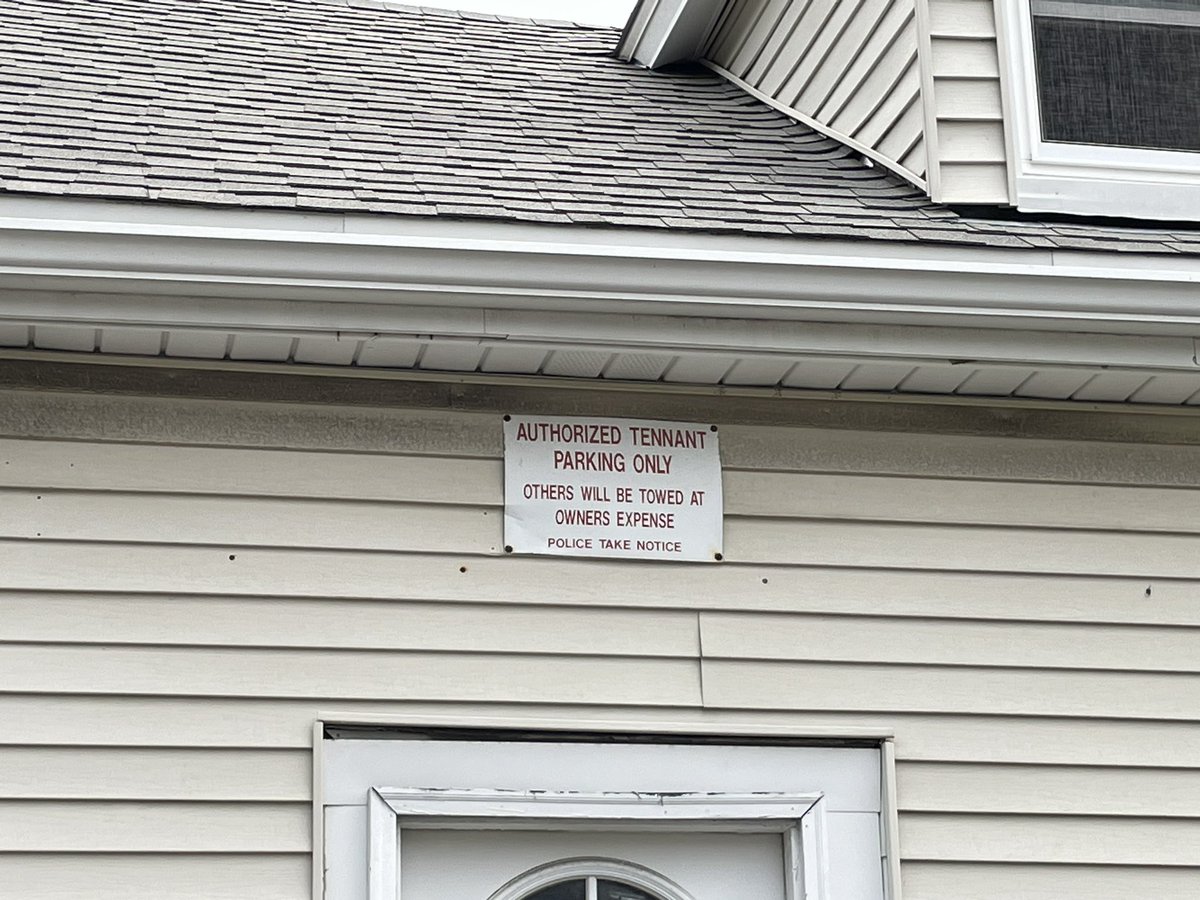 AUTHORIZED TENNANT
PARKING ONLY
OTHERS WILL BE TOWED AT
OWNERS EXPENSE
POLICE TAKE NOTICE